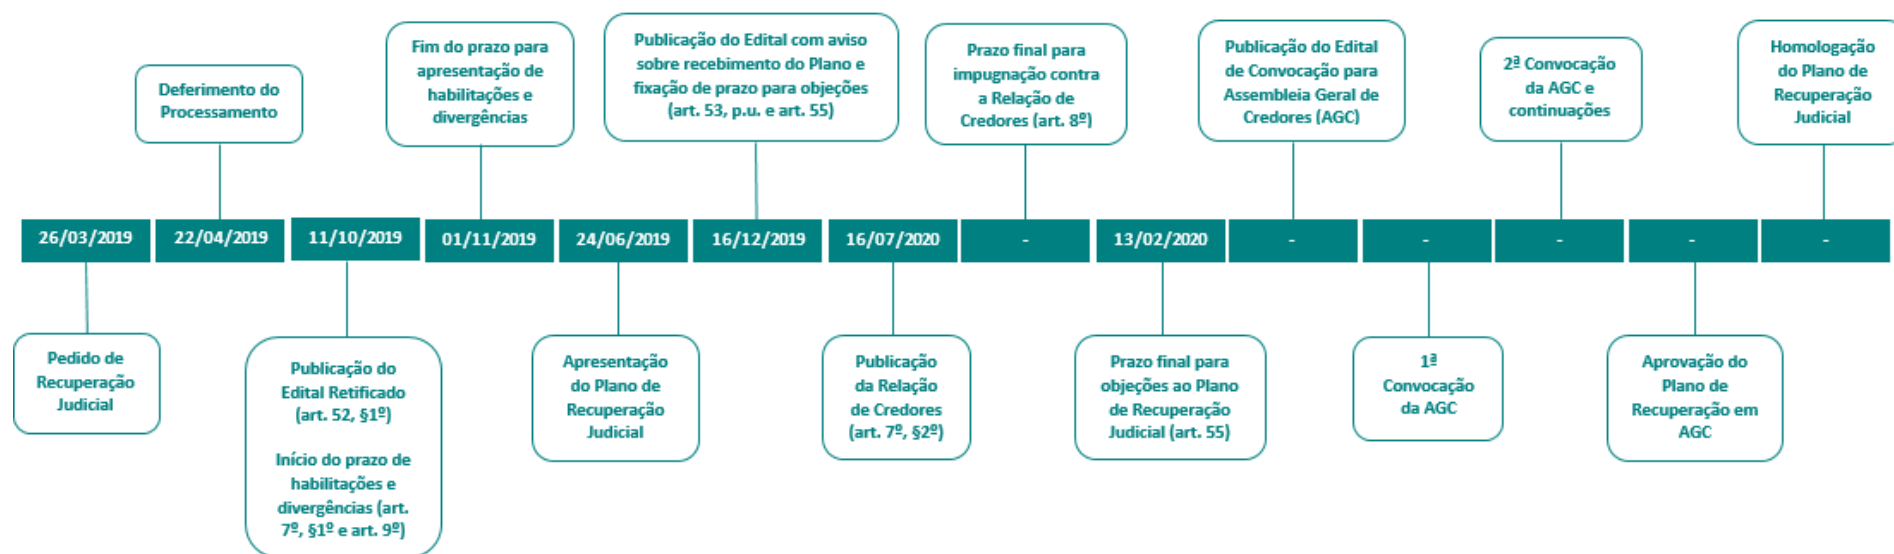 Deferimento do
Processamento
Fim do prazo para
apresentação de
habilitações e
divergências
Publicação do Edital com aviso
sobre recebimento do Plano e
fixação de prazo para objeções
(art. 53, p.u. e art. 55)
Prazo final para
impugnação contra
a Relação de
Credores (art. 8º)
Publicação do Edital
de Convocação para
Assembleia Geral de
Credores (AGC)
2ª Convocação
da AGC e
continuações
Homologação
do Plano de
Recuperação
Judicial
26/03/2019
22/04/2019
11/10/2019
01/11/2019
24/06/2019
16/12/2019
16/07/2020
-
13/02/2020
-
-
-
-
-
Pedido de
Recuperação
Judicial
Publicação do
Edital Retificado
(art. 52, §1º)
Início do prazo de
habilitações e
divergências (art.
7º, §1º e art. 9º)
Apresentação
do Plano de
Recuperação
Judicial
Publicação
da Relação
de Credores
(art. 7º, §2º)
Prazo final para
objeções ao Plano
de Recuperação
Judicial (art. 55)
1ª
Convocação
da AGC
Aprovação do
Plano de
Recuperação em
AGC